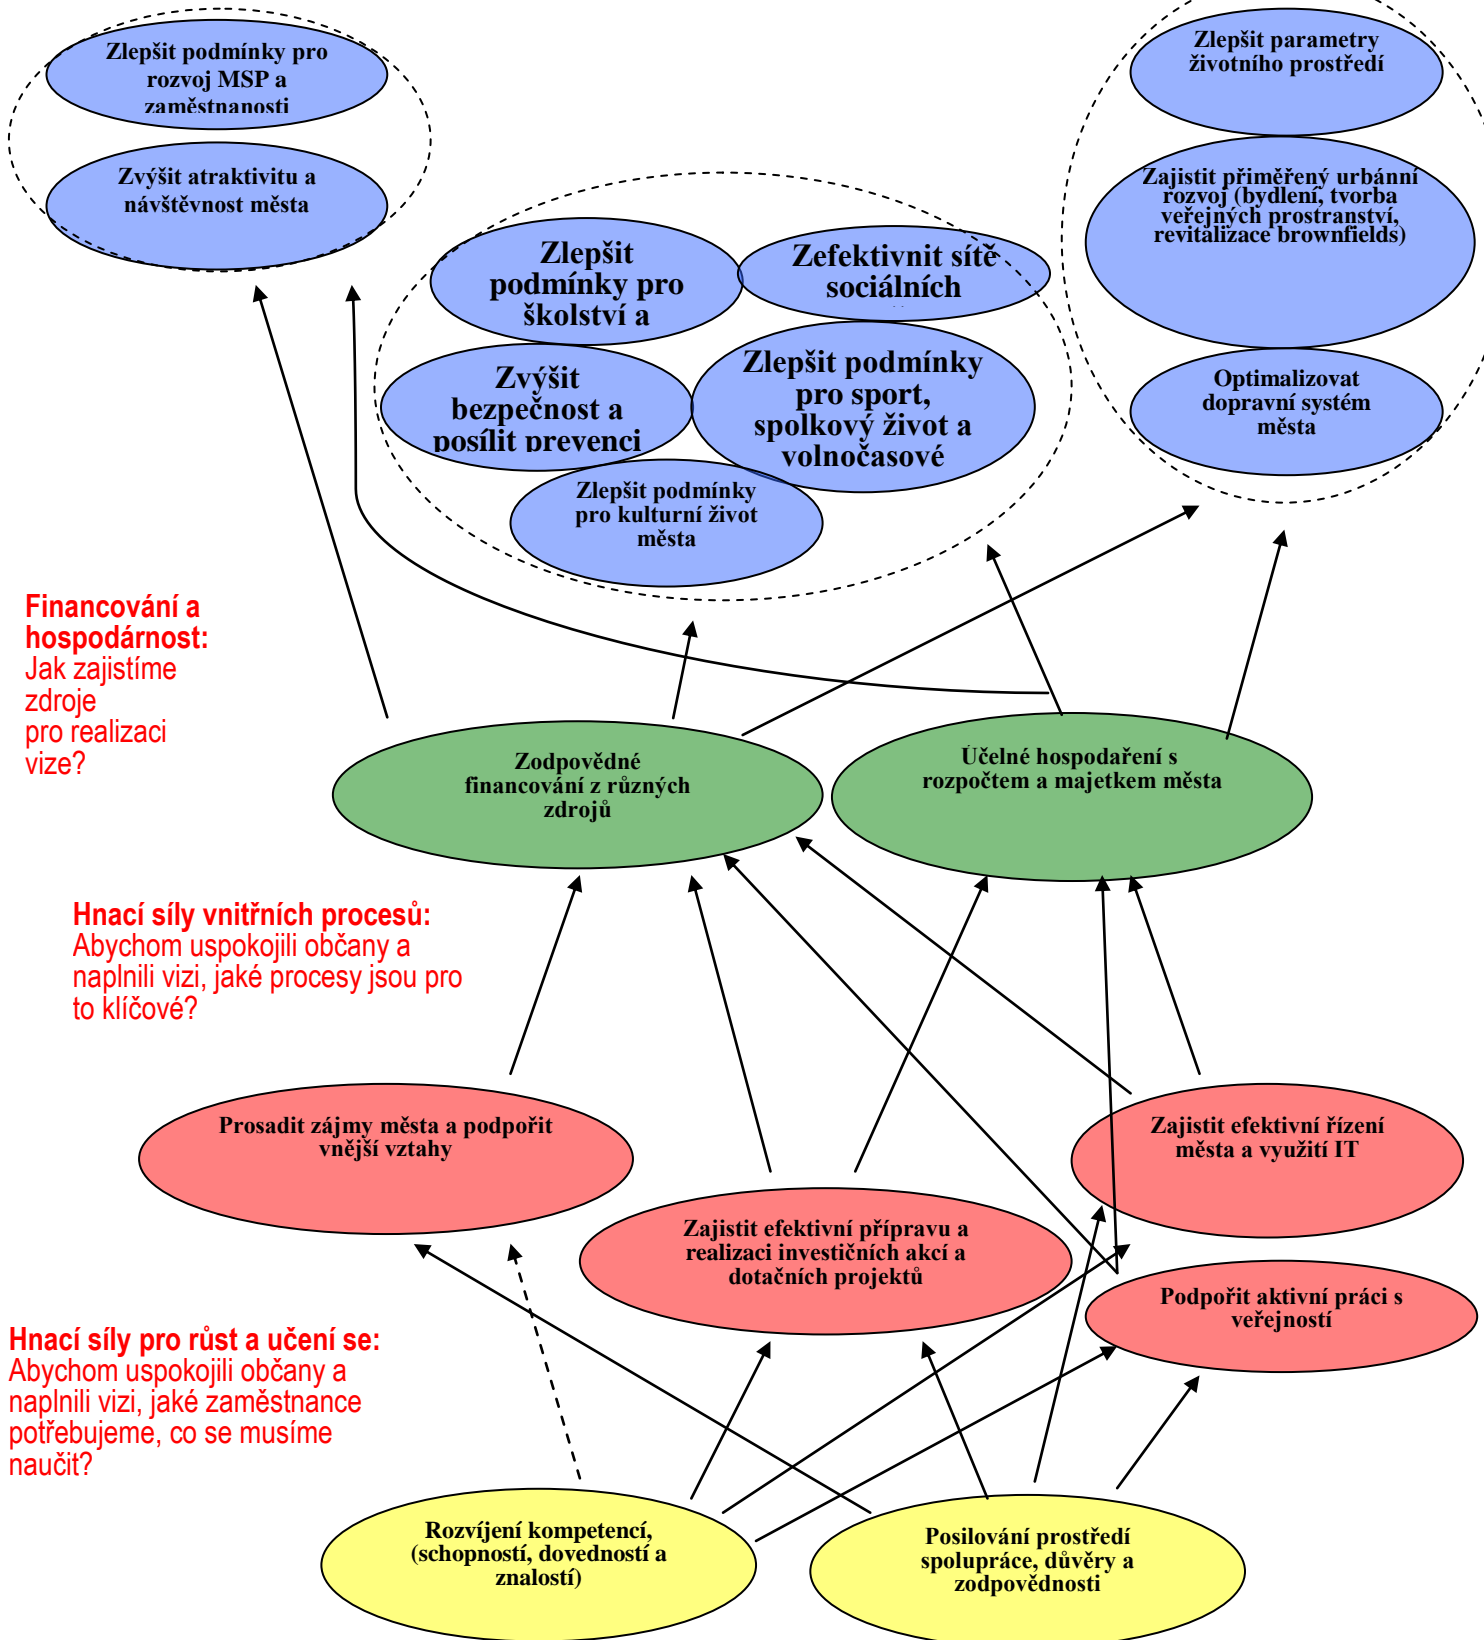 Zlepšit podmínky pro
rozvoj MSP a
zaměstnanosti
Zvýšit atraktivitu a
návštěvnost města
Zlepšit parametry
životního prostředí
Zajistit přiměřený urbánní
rozvoj (bydlení, tvorba
veřejných prostranství,
revitalizace brownfields)
Optimalizovat
dopravní systém
města
Zlepšit
podmínky pro
školství a
Zefektivnit sítě
sociálních
Zvýšit
bezpečnost a
posílit prevenci
Zlepšit podmínky
pro sport,
spolkový život a
volnočasové
Zlepšit podmínky
pro kulturní život
města
Financování a
hospodárnost:
Jak zajistíme
zdroje
pro realizaci
vize?
Zodpovědné
financování z různých
zdrojů
Účelné hospodaření s
rozpočtem a majetkem města
Hnací síly vnitřních procesů:
Abychom uspokojili občany a
naplnili vizi, jaké procesy jsou pro
to klíčové?
Prosadit zájmy města a podpořit
vnější vztahy
Zajistit efektivní řízení
města a využití IT
Zajistit efektivní přípravu a
realizaci investičních akcí a
dotačních projektů
Podpořit aktivní práci s
veřejností
Hnací síly pro růst a učení se:
Abychom uspokojili občany a
naplnili vizi, jaké zaměstnance
potřebujeme, co se musíme
naučit?
Rozvíjení kompetencí,
(schopností, dovedností a
znalostí)
Posilování prostředí
spolupráce, důvěry a
zodpovědnosti